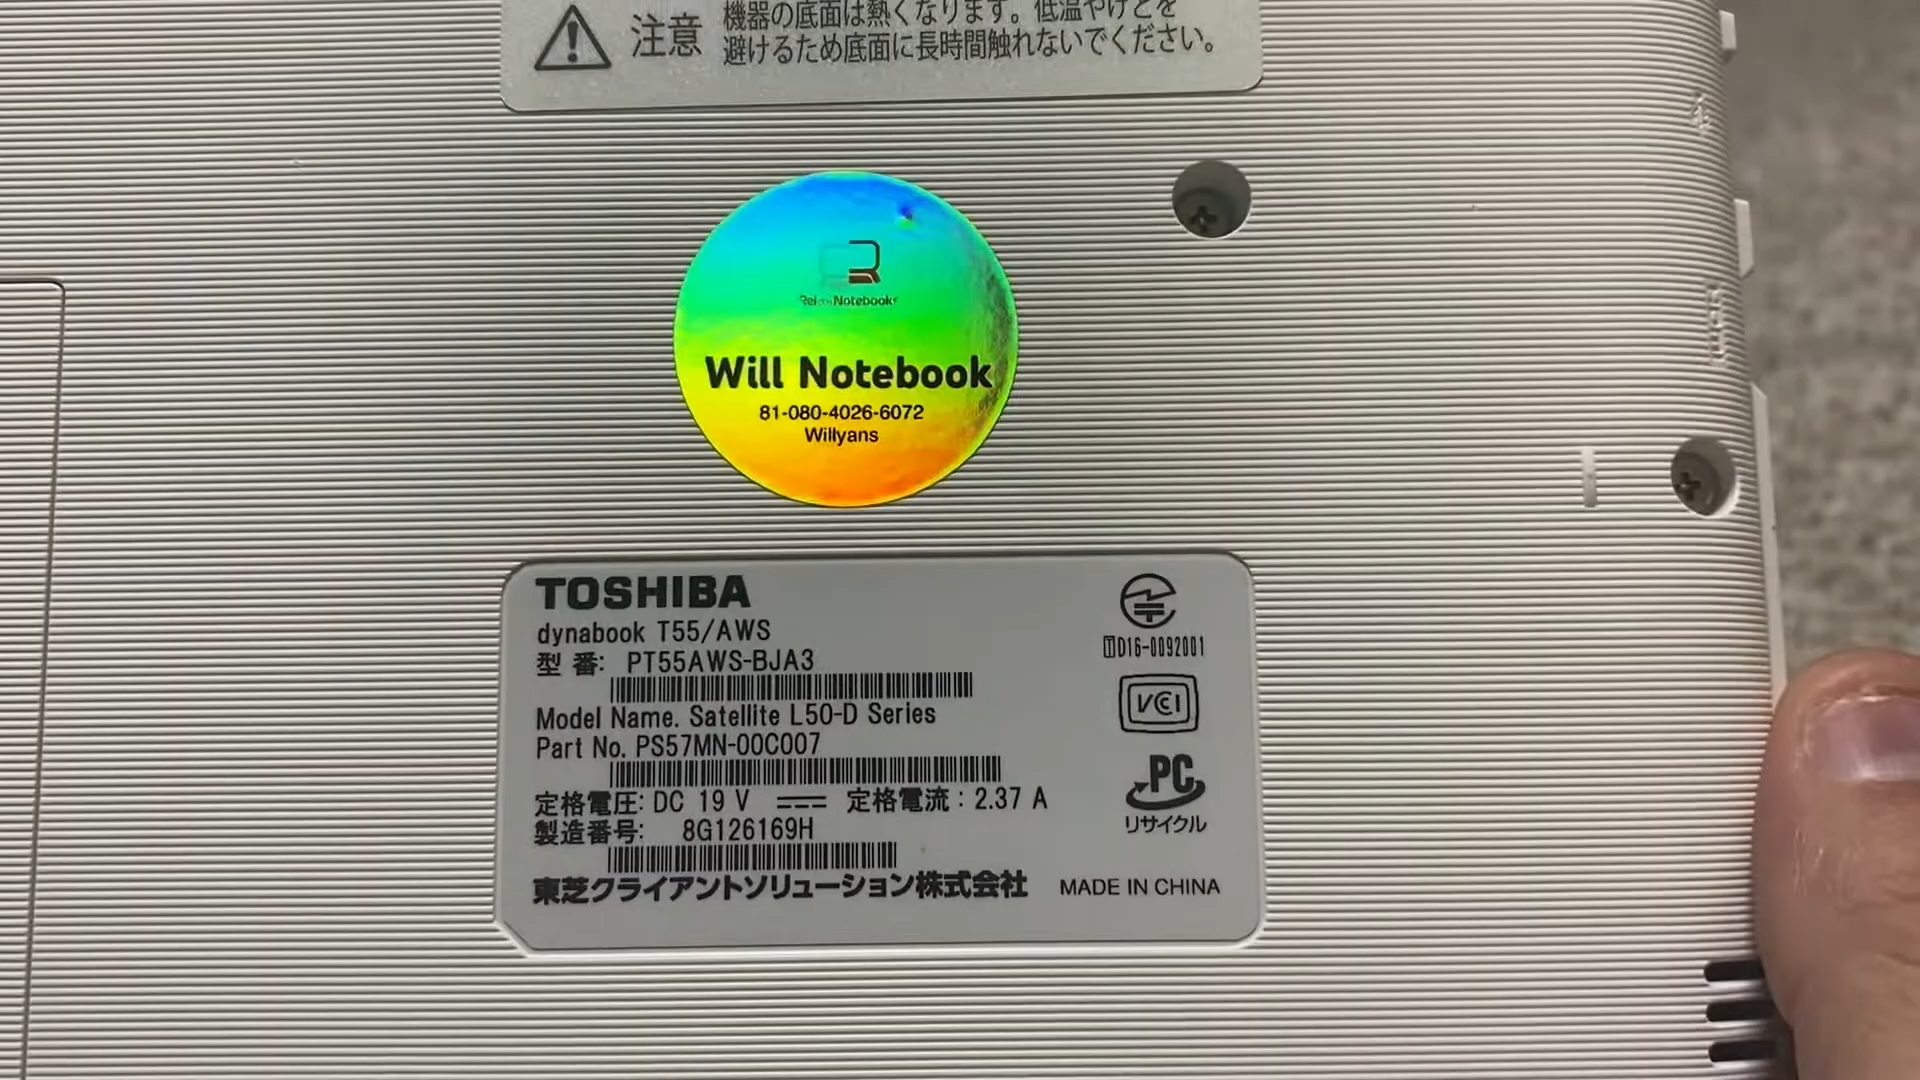 注意
機器の底面は熱くなります。低温やけどを
避けるため底面に長時間触れないでください。
Rei dos Notebooks
Will Notebook
81-080-4026-6072
Willyans
TOSHIBA
dynabook T55/AWS
型 番: PT55AWS-BJA3
Model Name. Satellite L50-D Series
Part No. PS57MN-00C007
定格電圧: DC 19 V 定格電流 : 2.37 A
製造番号: 8G126169H
東芝クライアントソリューション株式会社
MADE IN CHINA
T D16-0092001
VCI
PC
リサイクル